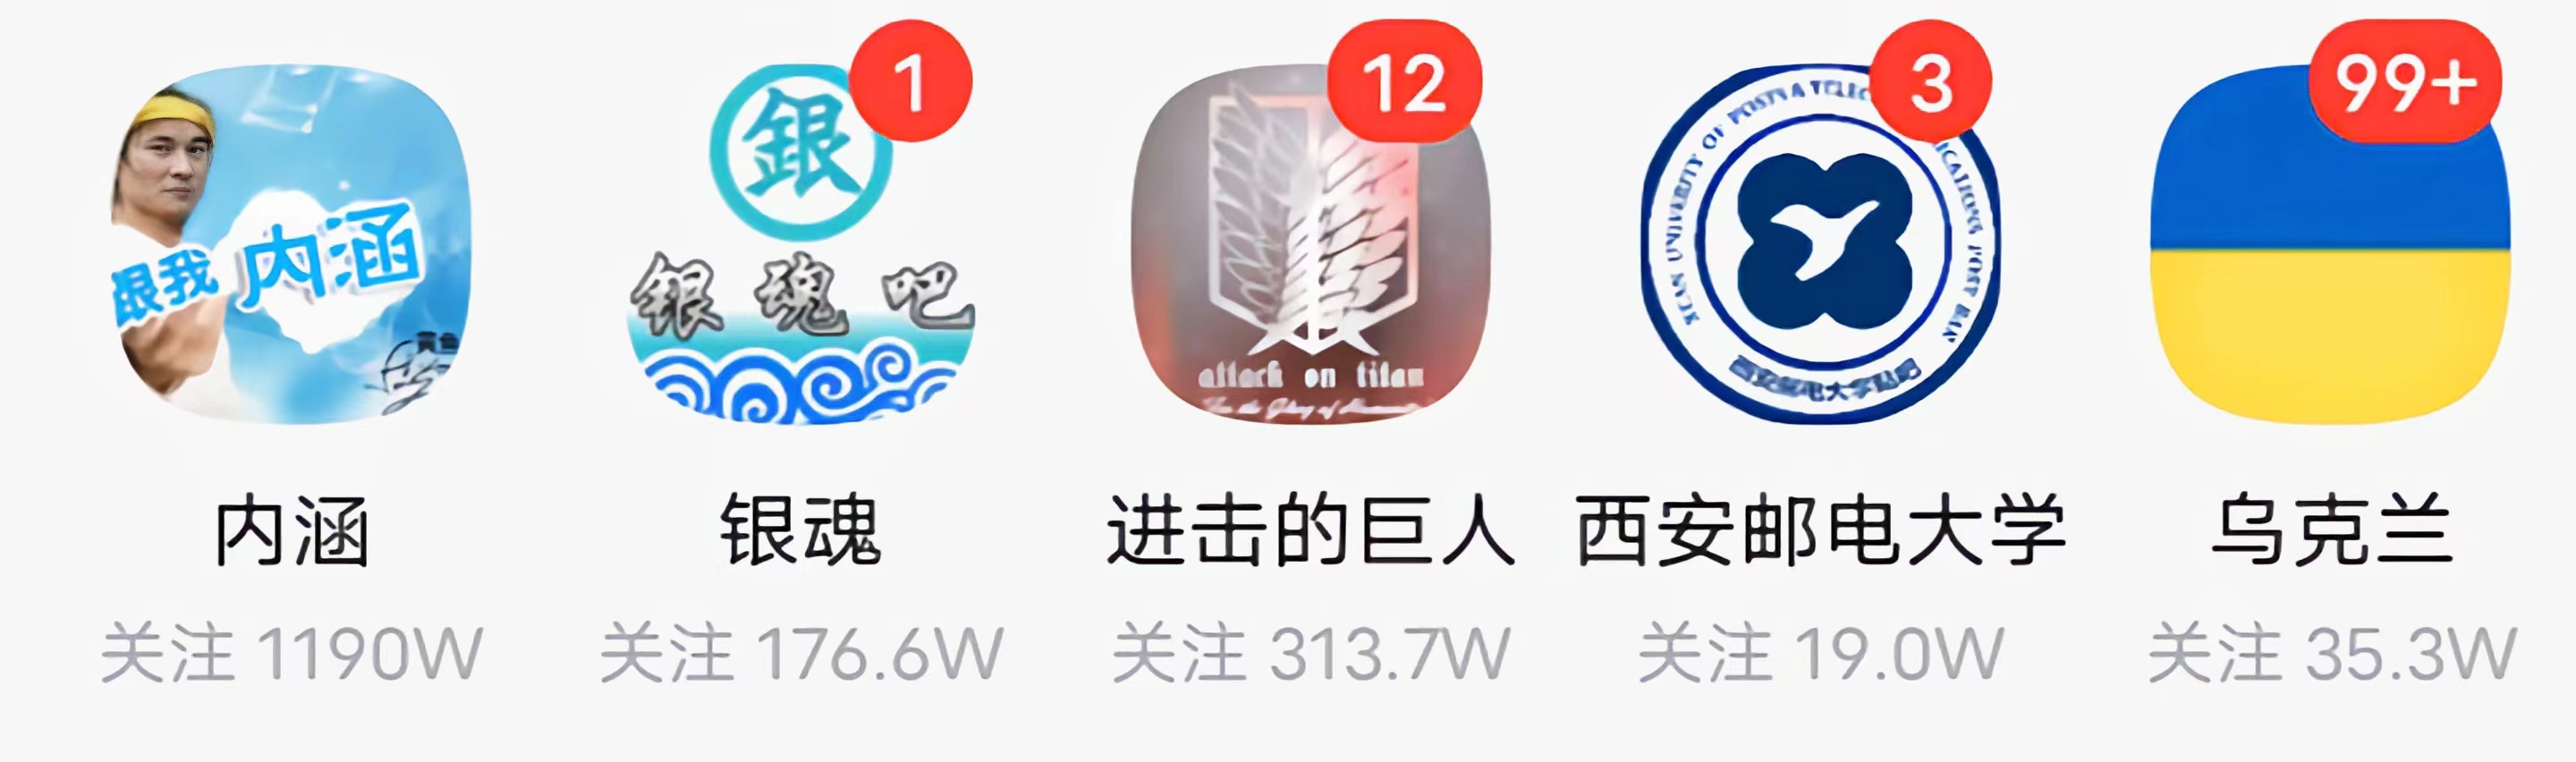 跟我 内涵
銀
1
银魂吧
12
attack on titan
XI'AN UNIVERSITY OF POSTS & TELEC
ICATIONS POST BAR
3
西安邮电大学贴吧
99+
内涵
银魂
进击的巨人
西安邮电大学
乌克兰
关注 1190W
关注 176.6W
关注 313.7W
关注 19.0W
关注 35.3W